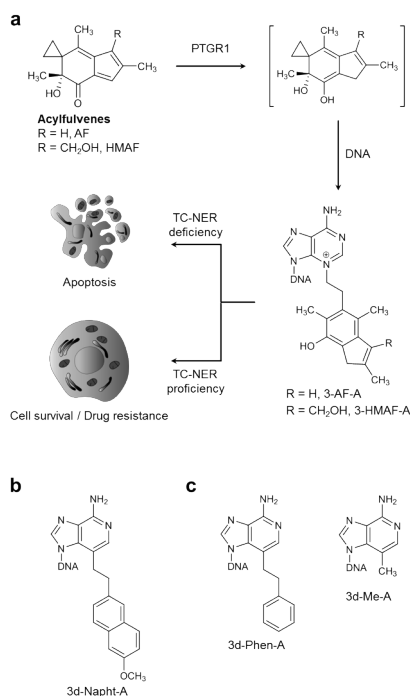 a
CH₃
R
PTGR1
CH₃
R
H₃C
CH₃
HO
O
H₃C
CH₃
HO
OH
Acylfulvenes
R = H, AF
R = CH₂OH, HMAF
DNA
TC-NER
deficiency
NH₂
N
N
N
N
⊕
DNA
Apoptosis
H₃C
CH₃
HO
R
CH₃
TC-NER
proficiency
R = H, 3-AF-A
R = CH₂OH, 3-HMAF-A
Cell survival / Drug resistance
b
c
NH₂
N
N
N
DNA
OCH₃
3d-Napht-A
NH₂
N
N
N
DNA
3d-Phen-A
NH₂
N
N
N
DNA
CH₃
3d-Me-A